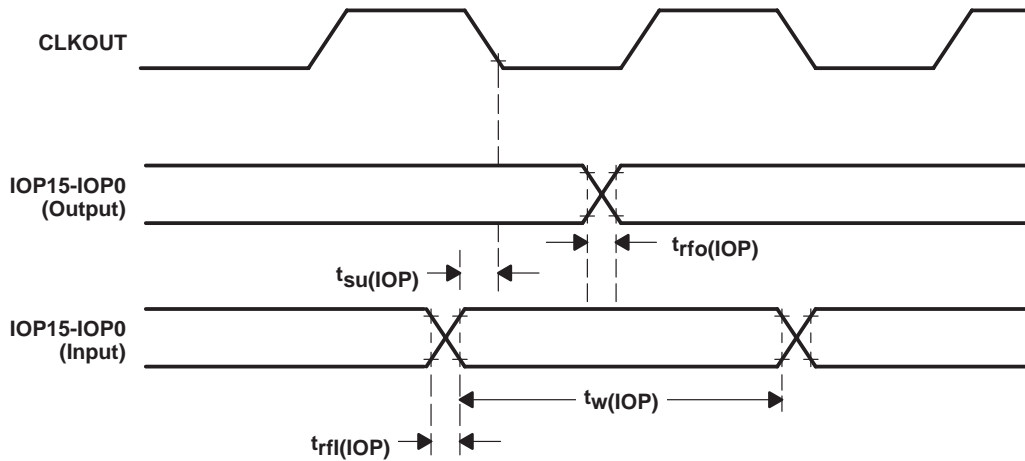 CLKOUT
IOP15-IOP0
(Output)
trfo(IOP)
tsu(IOP)
IOP15-IOP0
(Input)
tw(IOP)
trfI(IOP)